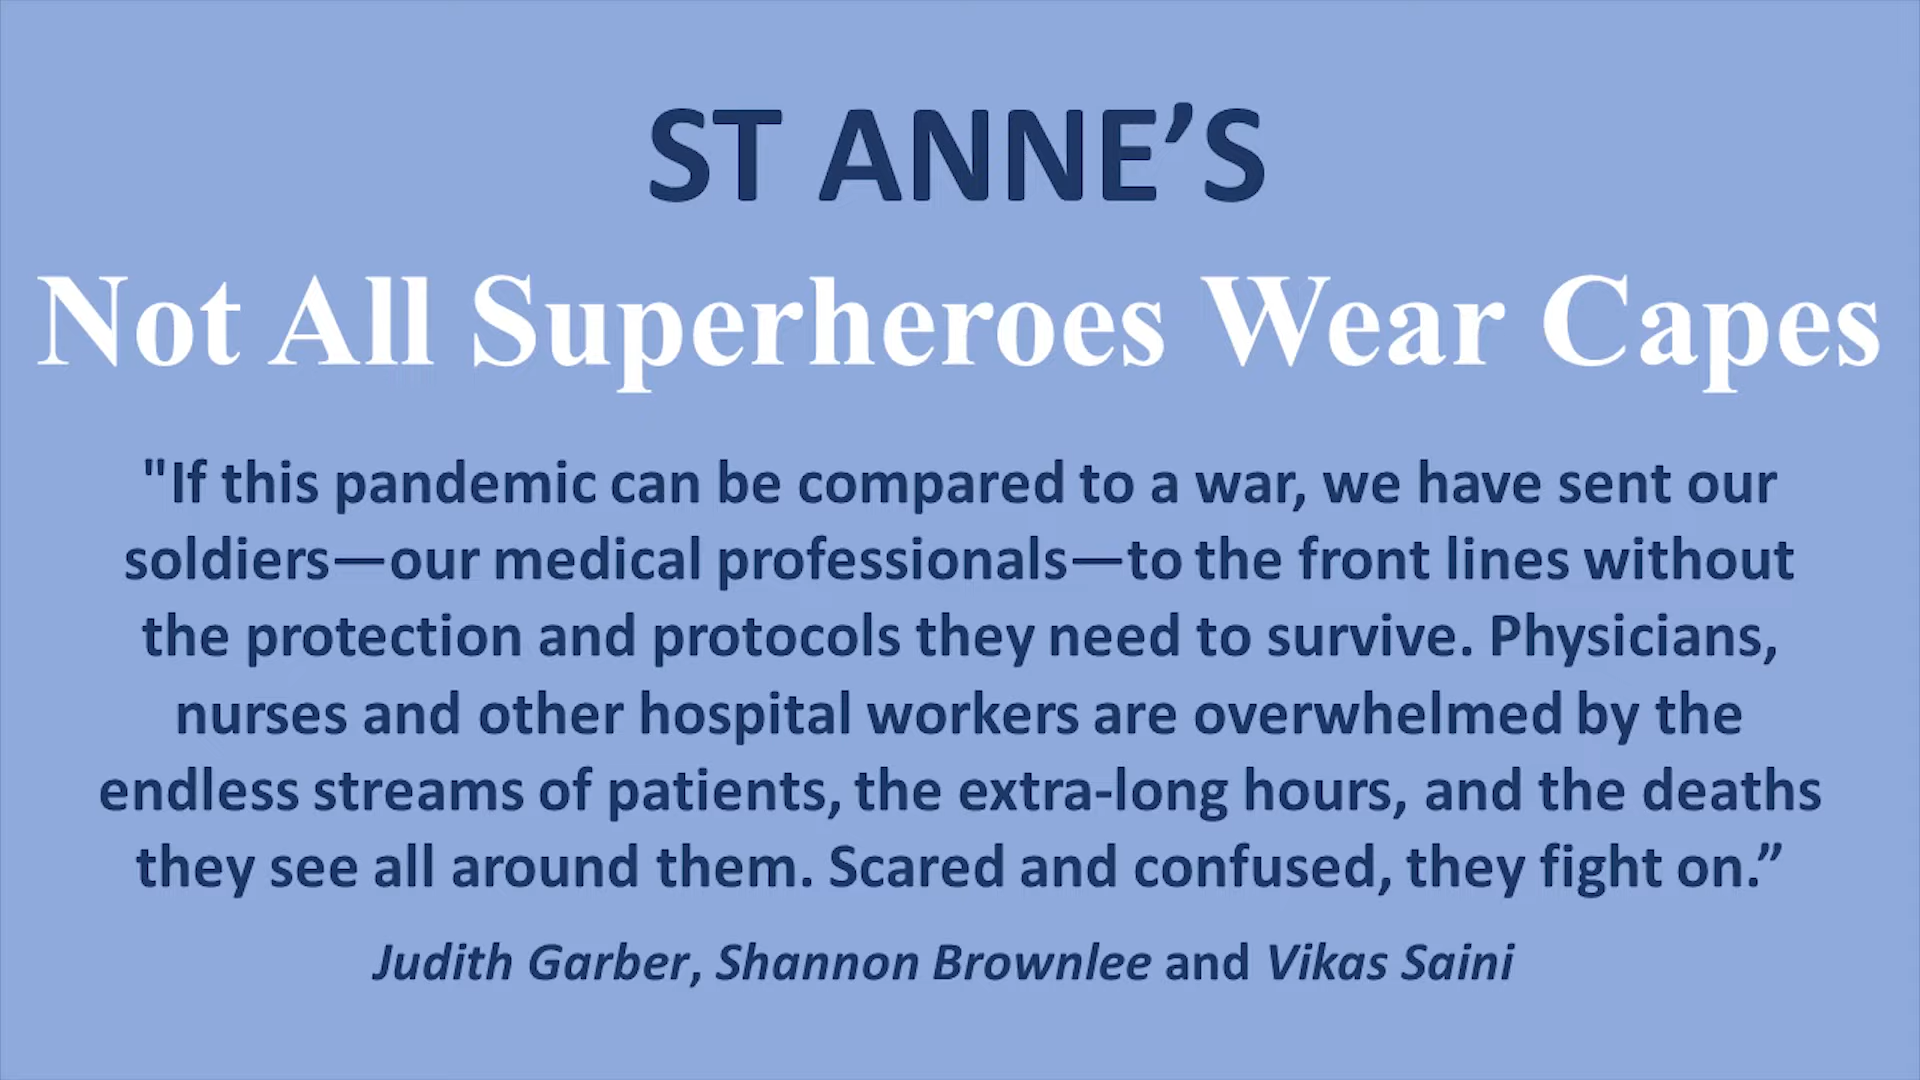 ST ANNE’S
Not All Superheroes Wear Capes
"If this pandemic can be compared to a war, we have sent our
soldiers—our medical professionals—to the front lines without
the protection and protocols they need to survive. Physicians,
nurses and other hospital workers are overwhelmed by the
endless streams of patients, the extra-long hours, and the deaths
they see all around them. Scared and confused, they fight on.”
Judith Garber, Shannon Brownlee and Vikas Saini